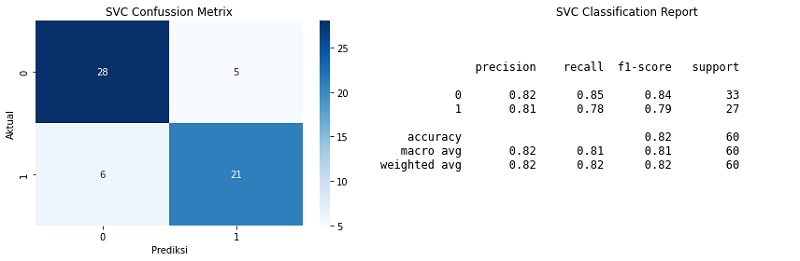 SVC Confussion Metrix
0
1
Aktual
28
5
6
21
0
1
Prediksi
25
20
15
10
5
SVC Classification Report
precision recall f1-score support
0 0.82 0.85 0.84 33
1 0.81 0.78 0.79 27
accuracy 0.82 60
macro avg 0.82 0.81 0.81 60
weighted avg 0.82 0.82 0.82 60